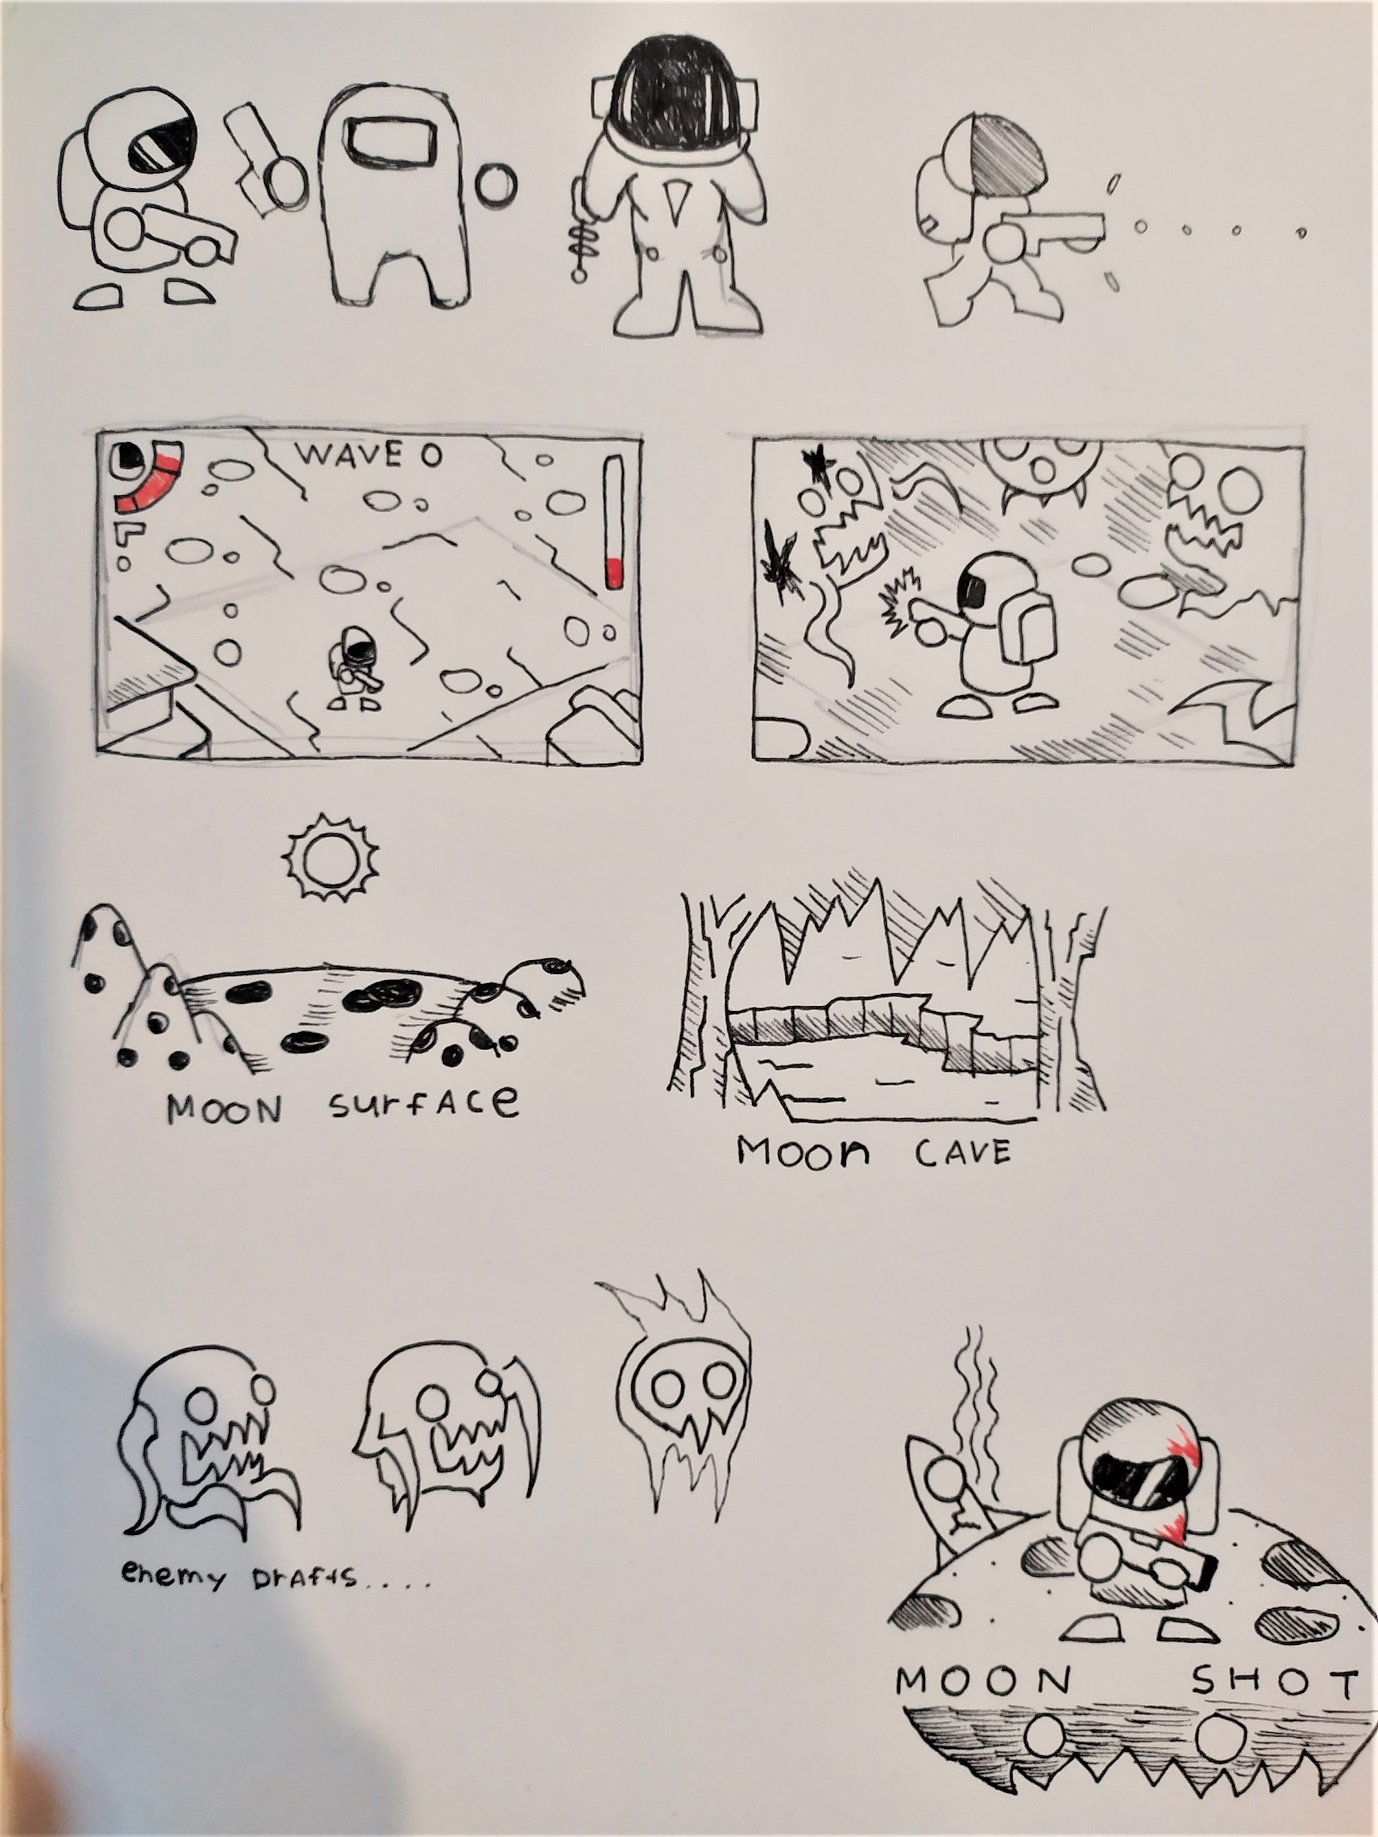 WAVE 0
MOON surfACe
Moon CAVE
enemy DrAfts....
MOON SHOT